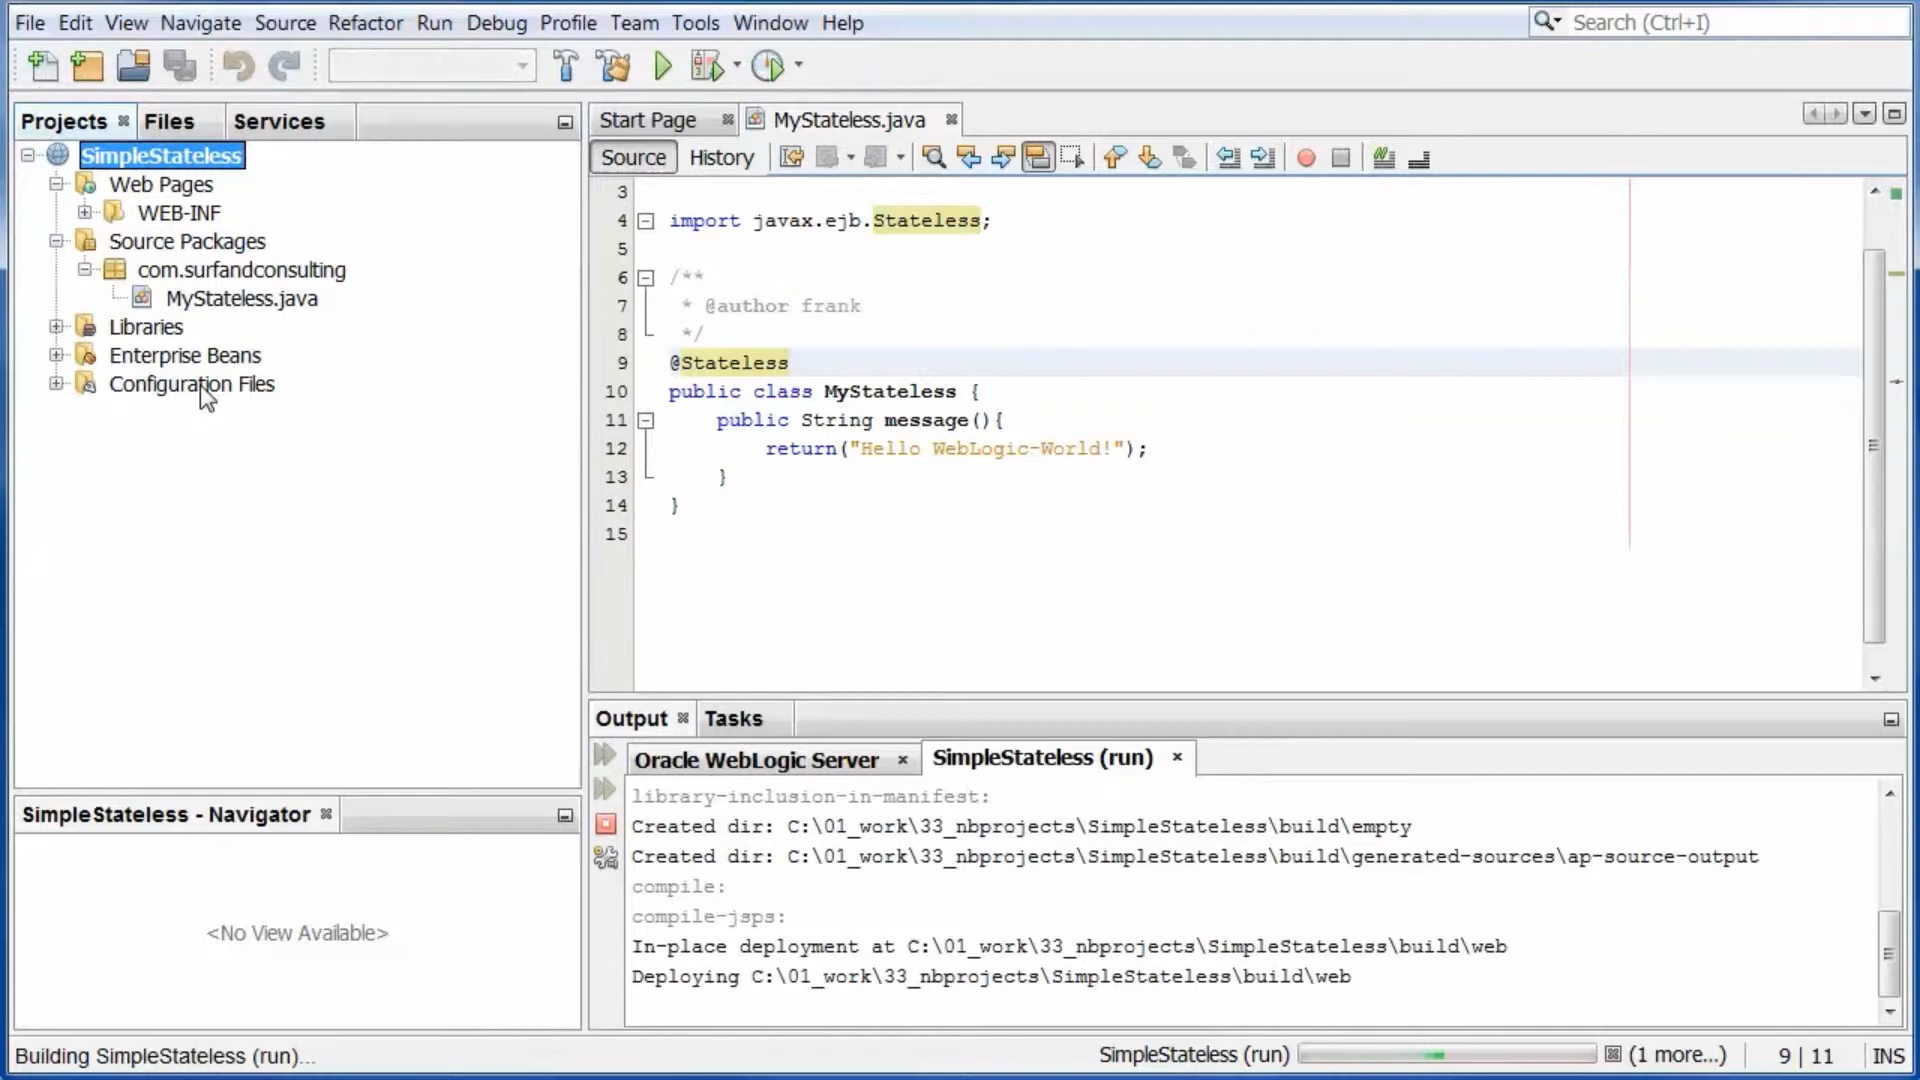 File Edit View Navigate Source Refactor Run Debug Profile Team Tools Window Help
Search (Ctrl+I)
Projects Files Services
SimpleStateless
Web Pages
WEB-INF
Source Packages
com.surfandconsulting
MyStateless.java
Libraries
Enterprise Beans
Configuration Files
SimpleStateless - Navigator
<No View Available>
Start Page MyStateless.java
Source History
3
4 import javax.ejb.Stateless;
5
6 /**
7 * @author frank
8 */
9 @Stateless
10 public class MyStateless {
11 public String message(){
12 return("Hello WebLogic-World!");
13 }
14 }
15
Output Tasks
Oracle WebLogic Server SimpleStateless (run)
library-inclusion-in-manifest:
Created dir: C:\01_work\33_nbprojects\SimpleStateless\build\empty
Created dir: C:\01_work\33_nbprojects\SimpleStateless\build\generated-sources\ap-source-output
compile:
compile-jsps:
In-place deployment at C:\01_work\33_nbprojects\SimpleStateless\build\web
Deploying C:\01_work\33_nbprojects\SimpleStateless\build\web
Building SimpleStateless (run)... SimpleStateless (run) (1 more...) 9 | 11 INS